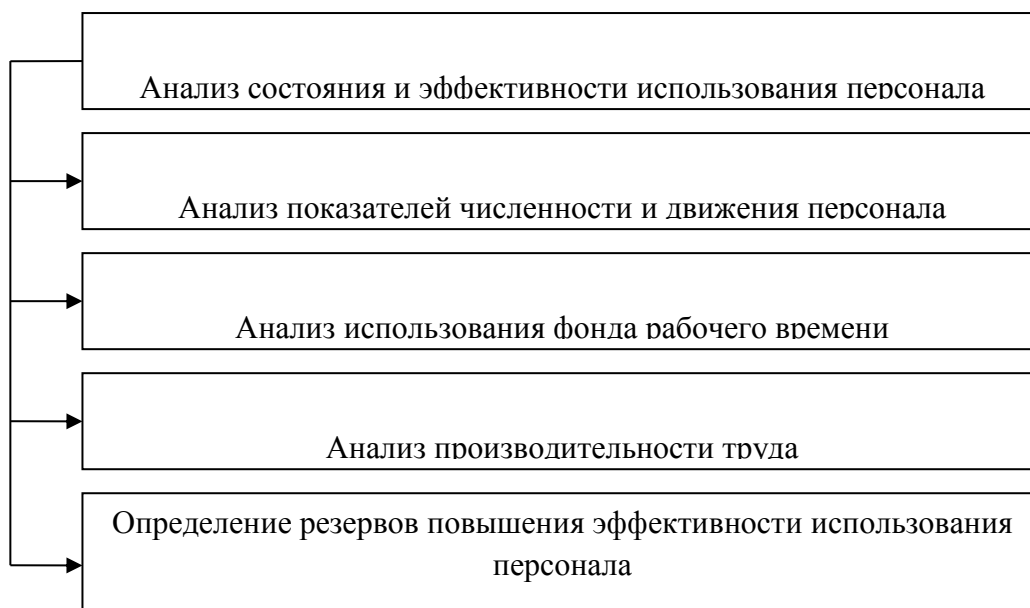 Анализ состояния и эффективности использования персонала
Анализ показателей численности и движения персонала
Анализ использования фонда рабочего времени
Анализ производительности труда
Определение резервов повышения эффективности использования
персонала